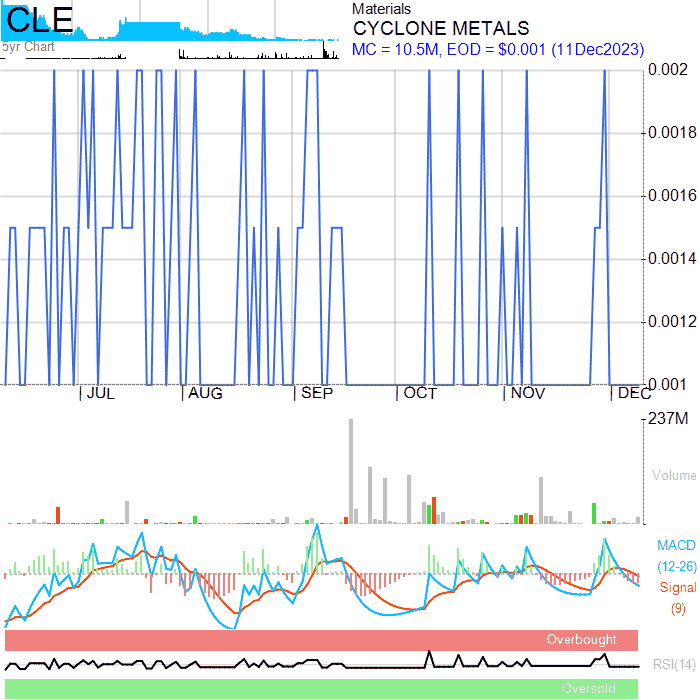 CLE
5yr Chart
Materials
CYCLONE METALS
MC = 10.5M, EOD = $0.001 (11Dec2023)
0.002
0.0018
0.0016
0.0014
0.0012
0.001
JUL AUG SEP OCT NOV DEC
237M
Volume
MACD
(12-26)
Signal
(9)
Overbought
RSI(14)
Oversold